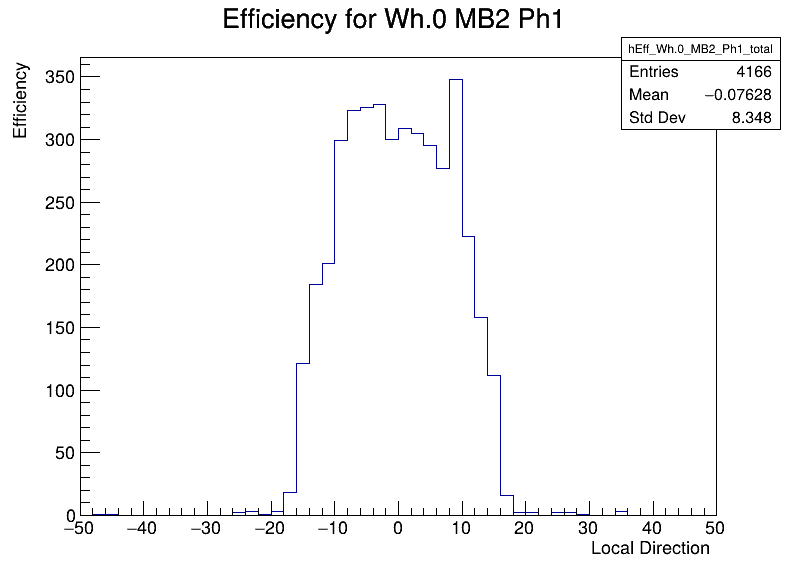 Efficiency for Wh.0 MB2 Ph1
hEff_Wh.0_MB2_Ph1_total
Entries 4166
Mean −0.07628
Std Dev 8.348
Efficiency
350
300
250
200
150
100
50
0
−50 −40 −30 −20 −10 0 10 20 30 40 50
Local Direction